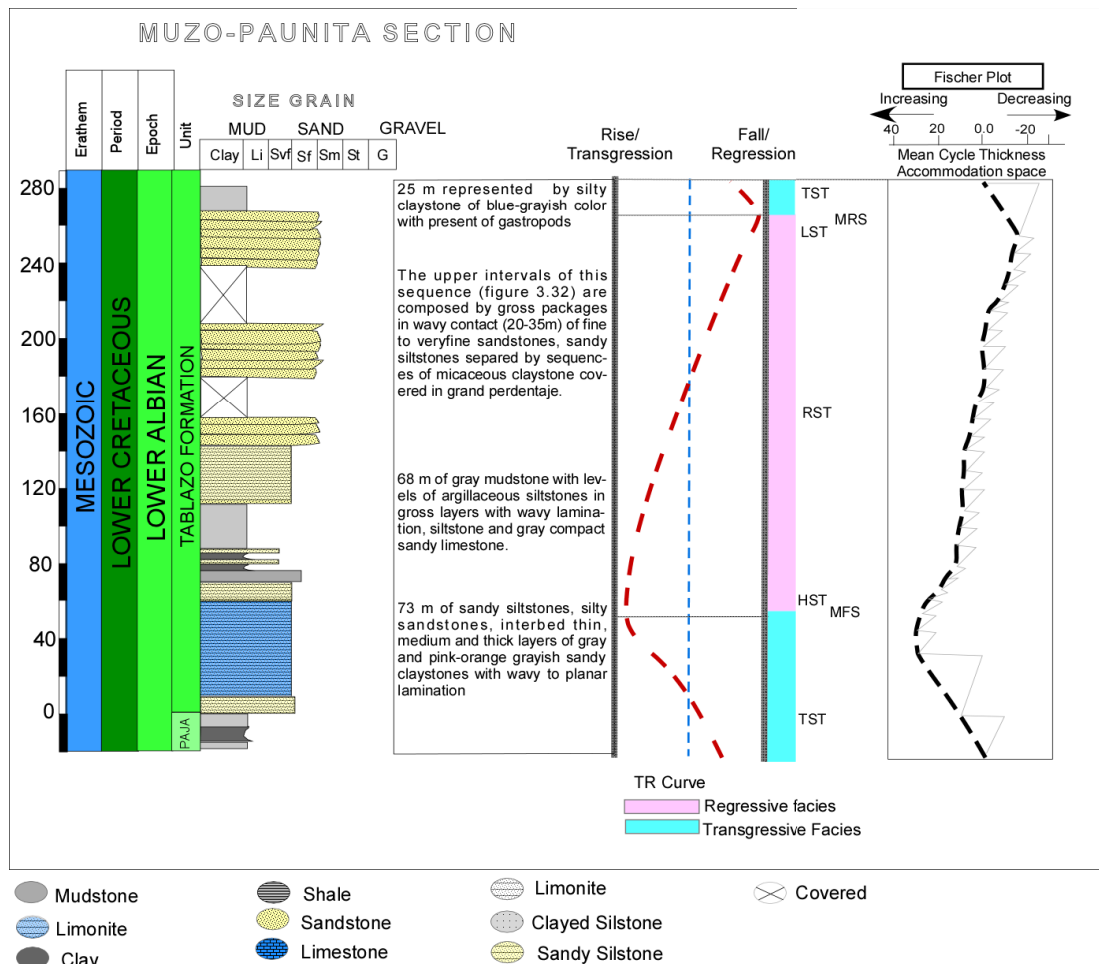 MUZO-PAUNITA SECTION
Erathem
Period
Epoch
Unit
SIZE GRAIN
MUD SAND GRAVEL
Clay Li Svf Sf Sm St G
Rise/
Transgression
Fall/
Regression
Fischer Plot
Increasing Decreasing
40 20 0.0 -20
Mean Cycle Thickness
Accommodation space
280
240
200
160
120
80
40
0
MESOZOIC
LOWER CRETACEOUS
LOWER ALBIAN
TABLAZO FORMATION
PAJA
25 m represented by silty
claystone of blue-grayish color
with present of gastropods
The upper intervals of this
sequence (figure 3.32) are
composed by gross packages
in wavy contact (20-35m) of fine
to veryfine sandstones, sandy
siltstones separed by sequenc-
es of micaceous claystone cov-
ered in grand perdentaje.
68 m of gray mudstone with lev-
els of argillaceous siltstones in
gross layers with wavy lamina-
tion, siltstone and gray compact
sandy limestone.
73 m of sandy siltstones, silty
sandstones, interbed thin,
medium and thick layers of gray
and pink-orange grayish sandy
claystones with wavy to planar
lamination
TST
MRS
LST
RST
HST
MFS
TST
TR Curve
Regressive facies
Transgressive Facies
Mudstone
Limonite
Clay
Shale
Sandstone
Limestone
Limonite
Clayed Silstone
Sandy Silstone
Covered